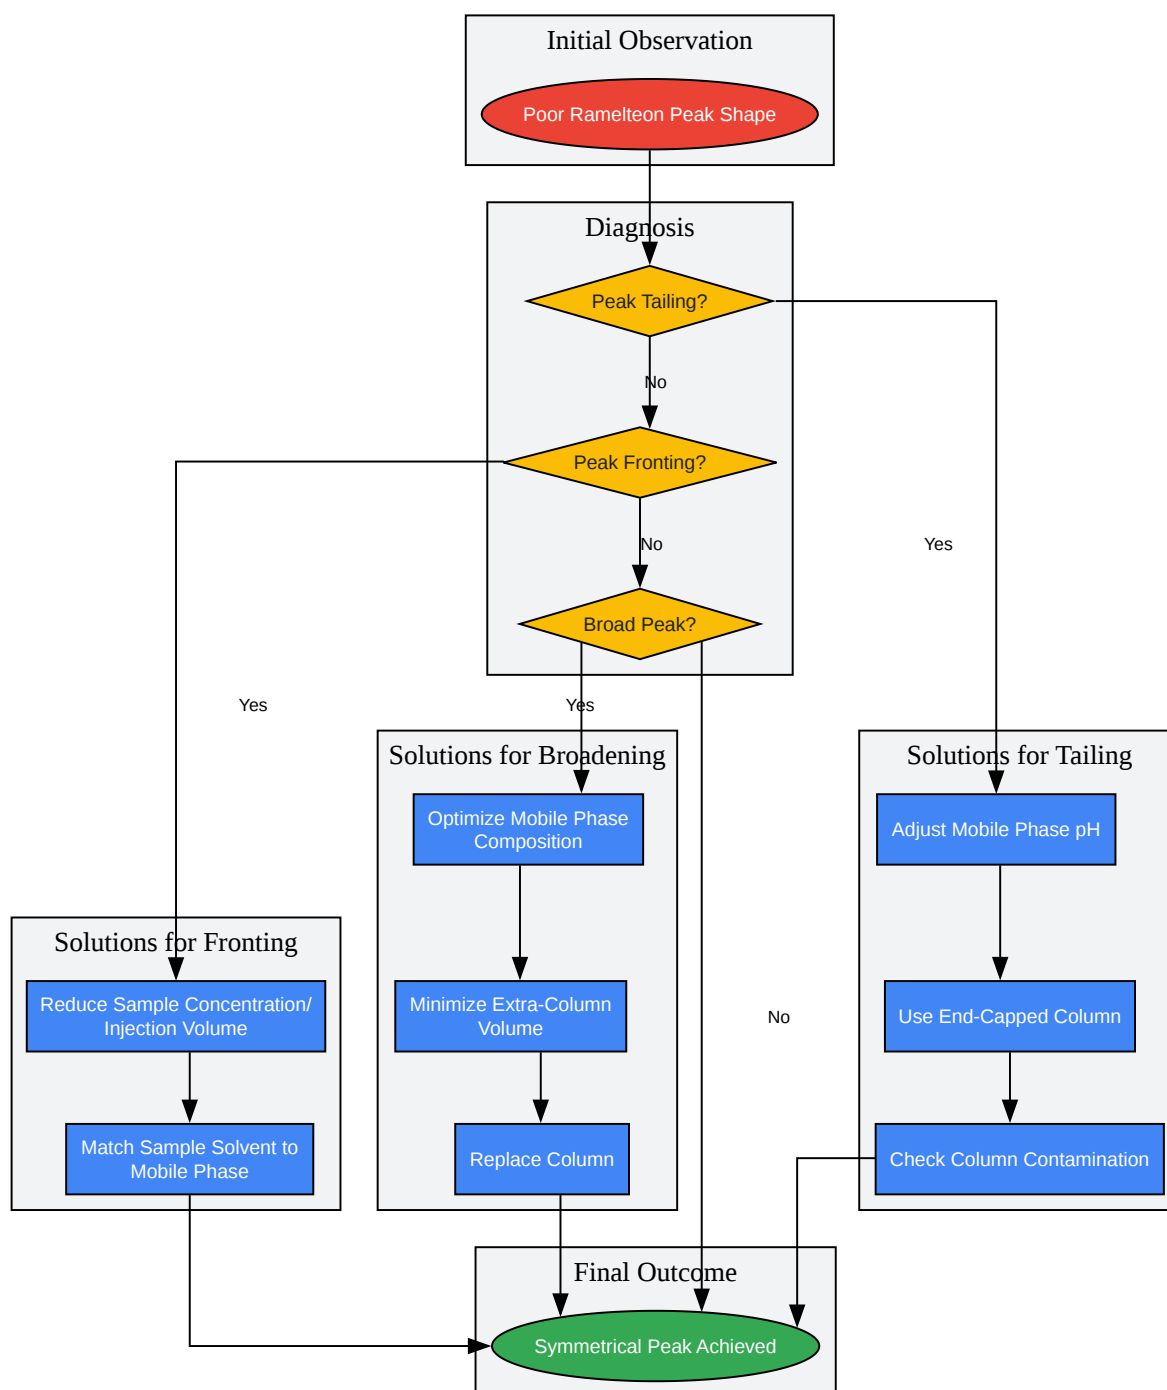 Initial Observation
Poor Ramelteon Peak Shape
Diagnosis
Peak Tailing?
No
Peak Fronting?
No
Yes
Broad Peak?
Yes
Yes
Solutions for Broadening
Optimize Mobile Phase
Composition
Minimize Extra-Column
Volume
Replace Column
Solutions for Tailing
Adjust Mobile Phase pH
Use End-Capped Column
Check Column Contamination
Solutions for Fronting
Reduce Sample Concentration/
Injection Volume
Match Sample Solvent to
Mobile Phase
No
Final Outcome
Symmetrical Peak Achieved